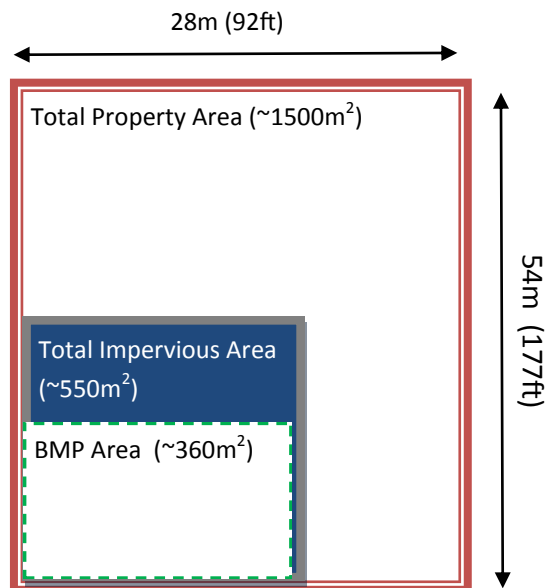 28m (92ft)
Total Property Area (~1500m²)
54m (177ft)
Total Impervious Area
(~550m²)
BMP Area (~360m²)